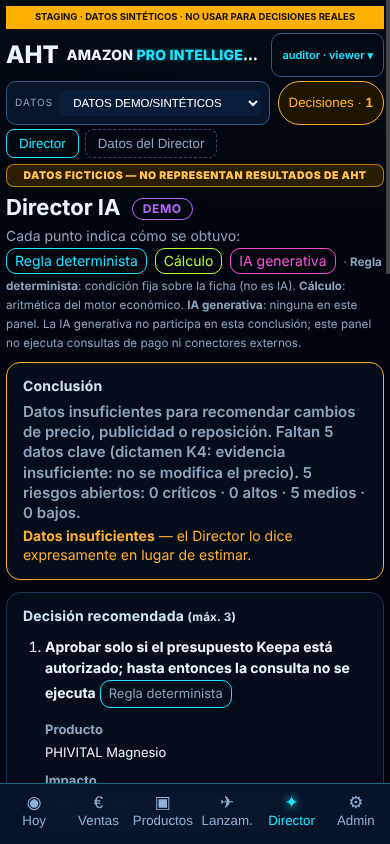 STAGING · DATOS SINTÉTICOS · NO USAR PARA DECISIONES REALES
AHT AMAZON PRO INTELLIGE... auditor · viewer ▾
DATOS DATOS DEMO/SINTÉTICOS Decisiones · 1
Director Datos del Director
DATOS FICTICIOS — NO REPRESENTAN RESULTADOS DE AHT
Director IA DEMO
Cada punto indica cómo se obtuvo:
Regla determinista Cálculo IA generativa · Regla
determinista: condición fija sobre la ficha (no es IA). Cálculo:
aritmética del motor económico. IA generativa: ninguna en este
panel. La IA generativa no participa en esta conclusión; este panel
no ejecuta consultas de pago ni conectores externos.
Conclusión
Datos insuficientes para recomendar cambios
de precio, publicidad o reposición. Faltan 5
datos clave (dictamen K4: evidencia
insuficiente: no se modifica el precio). 5
riesgos abiertos: 0 críticos · 0 altos · 5 medios ·
0 bajos.
Datos insuficientes — el Director lo dice
expresamente en lugar de estimar.
Decisión recomendada (máx. 3)
1. Aprobar solo si el presupuesto Keepa está
autorizado; hasta entonces la consulta no se
ejecuta Regla determinista
Producto
PHIVITAL Magnesio
Impacto
Hoy Ventas Productos Lanzam. Director Admin